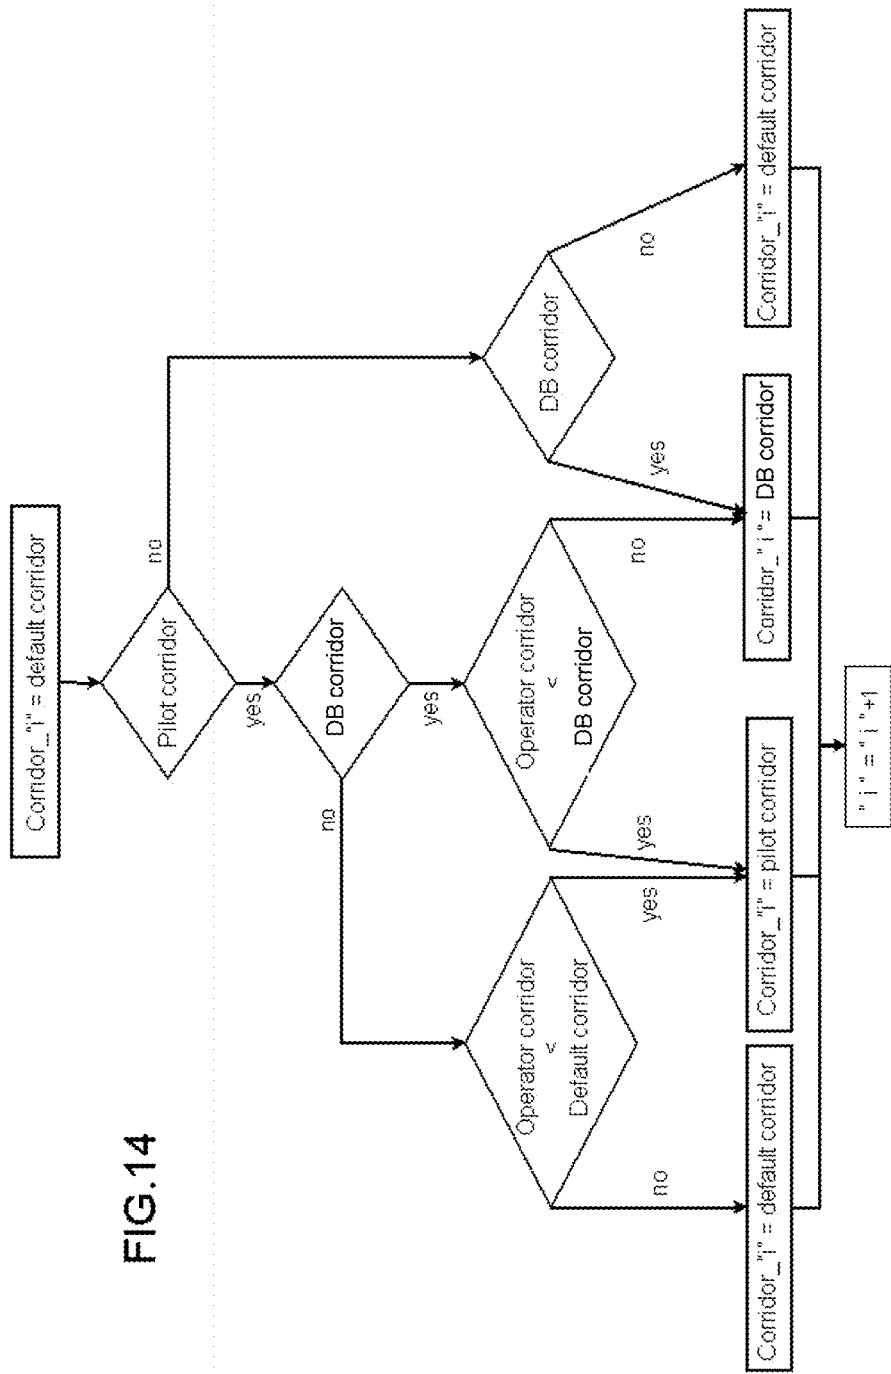 FIG.14
Corridor_"i" = default corridor
Pilot corridor
no
yes
DB corridor
no
yes
Operator corridor
<
Default corridor
Operator corridor
<
DB corridor
DB corridor
no
yes
yes
no
yes
no
Corridor_"i" = default corridor
Corridor_"i" = pilot corridor
Corridor_" i "= DB corridor
Corridor_"i" = default corridor
" i " = " i "+1